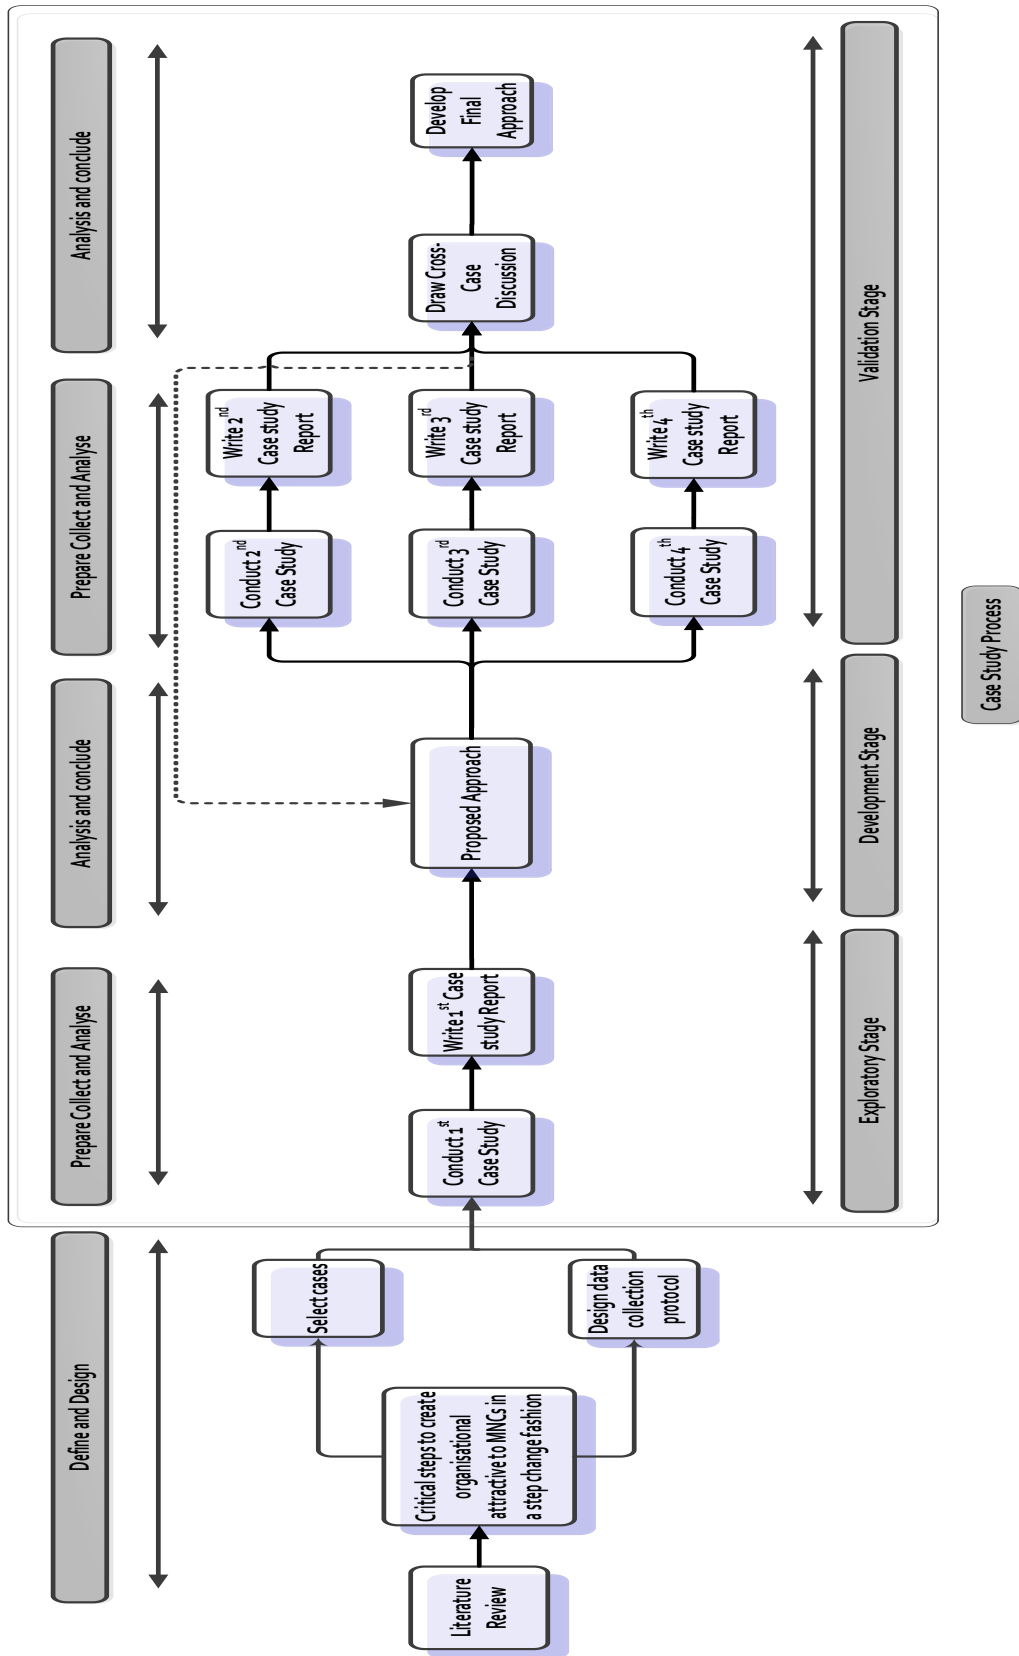 Define and Design
Prepare Collect and Analyse
Analysis and conclude
Prepare Collect and Analyse
Analysis and conclude
Literature
Review
Critical steps to create
organisational
attractive to MNCs in
a step change fashion
Select cases
Design data
collection
protocol
Conduct 1st
Case Study
Write 1st Case
study Report
Proposed Approach
Conduct 2nd
Case Study
Write 2nd
Case study
Report
Conduct 3rd
Case Study
Write 3rd
Case study
Report
Conduct 4th
Case Study
Write 4th
Case study
Report
Draw Cross-
Case
Discussion
Develop
Final
Approach
Exploratory Stage
Development Stage
Validation Stage
Case Study Process